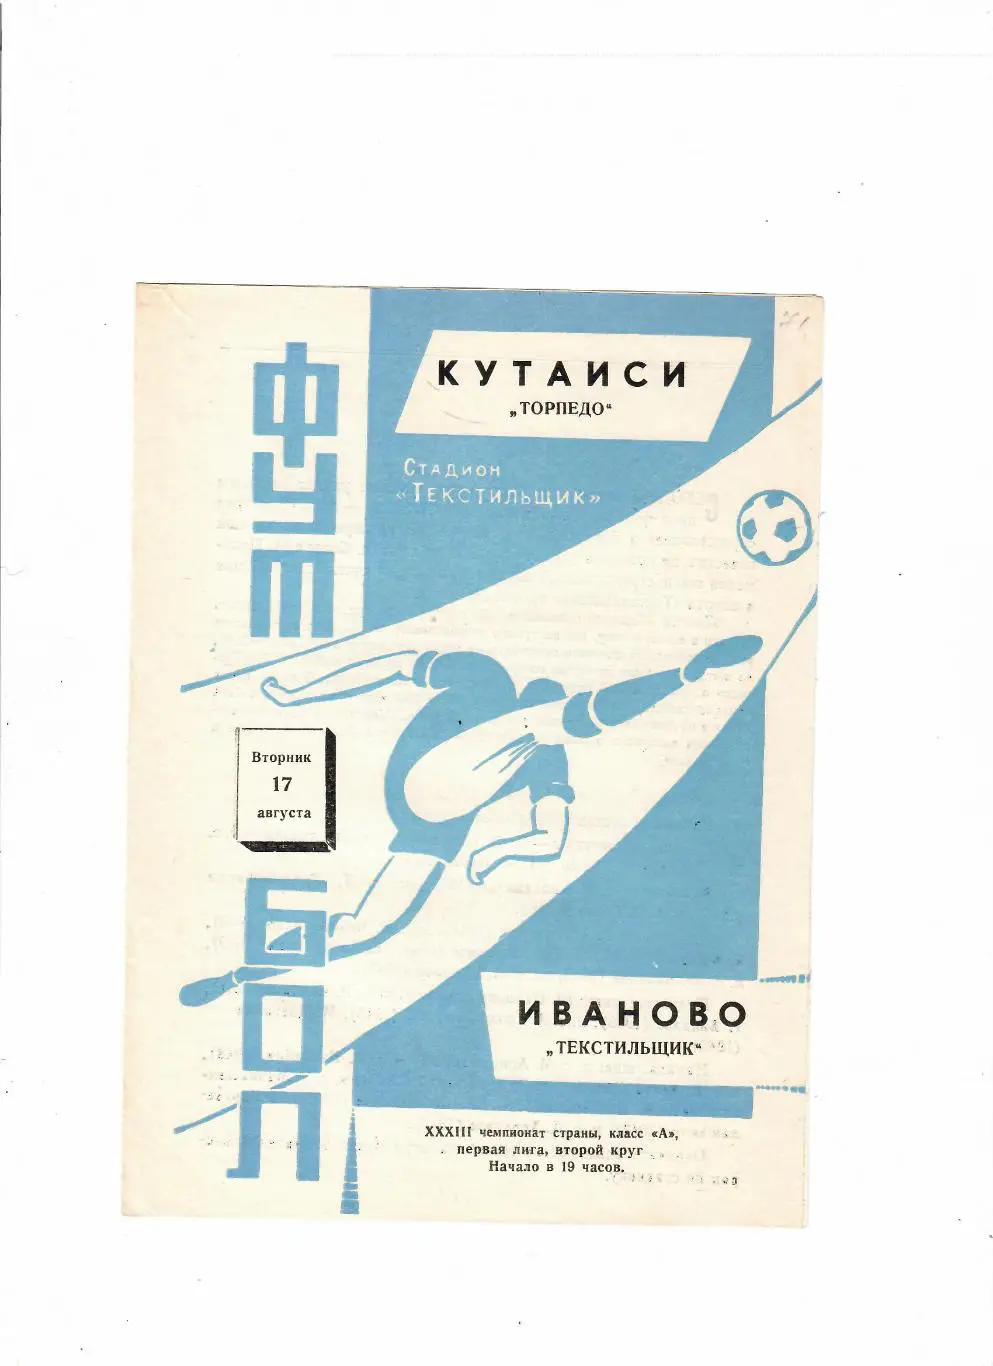 ФУТ
БОЛ
71
КУТАИСИ
„ТОРПЕДО“
Стадион
«Текстильщик»
Вторник
17
августа
ИВАНОВО
„ТЕКСТИЛЬЩИК“
XXXIII чемпионат страны, класс «А»,
первая лига, второй круг
Начало в 19 часов.